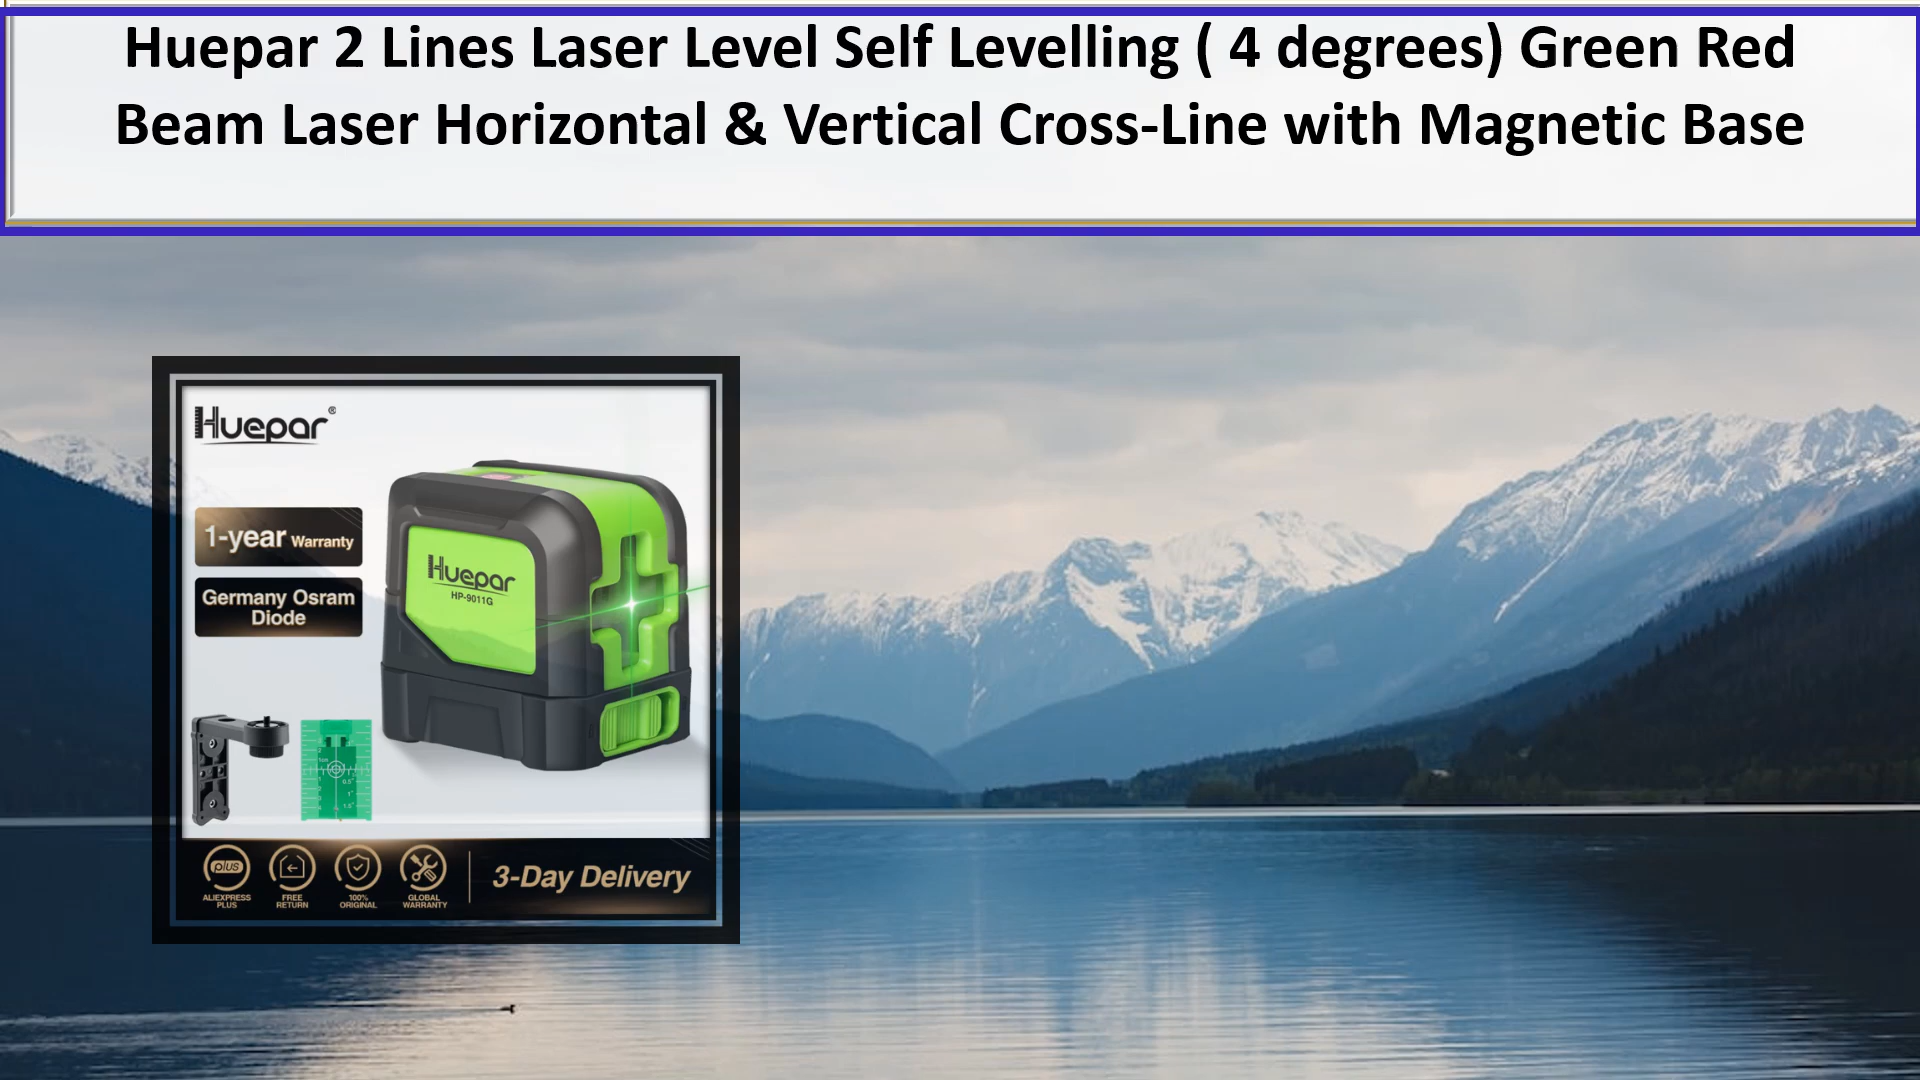 Huepar 2 Lines Laser Level Self Levelling ( 4 degrees) Green Red
Beam Laser Horizontal & Vertical Cross-Line with Magnetic Base
Huepar®
1-year Warranty
Germany Osram
Diode
Huepar
HP-9011G
plus
ALIEXPRESS
PLUS
FREE
RETURN
100%
ORIGINAL
GLOBAL
WARRANTY
3-Day Delivery